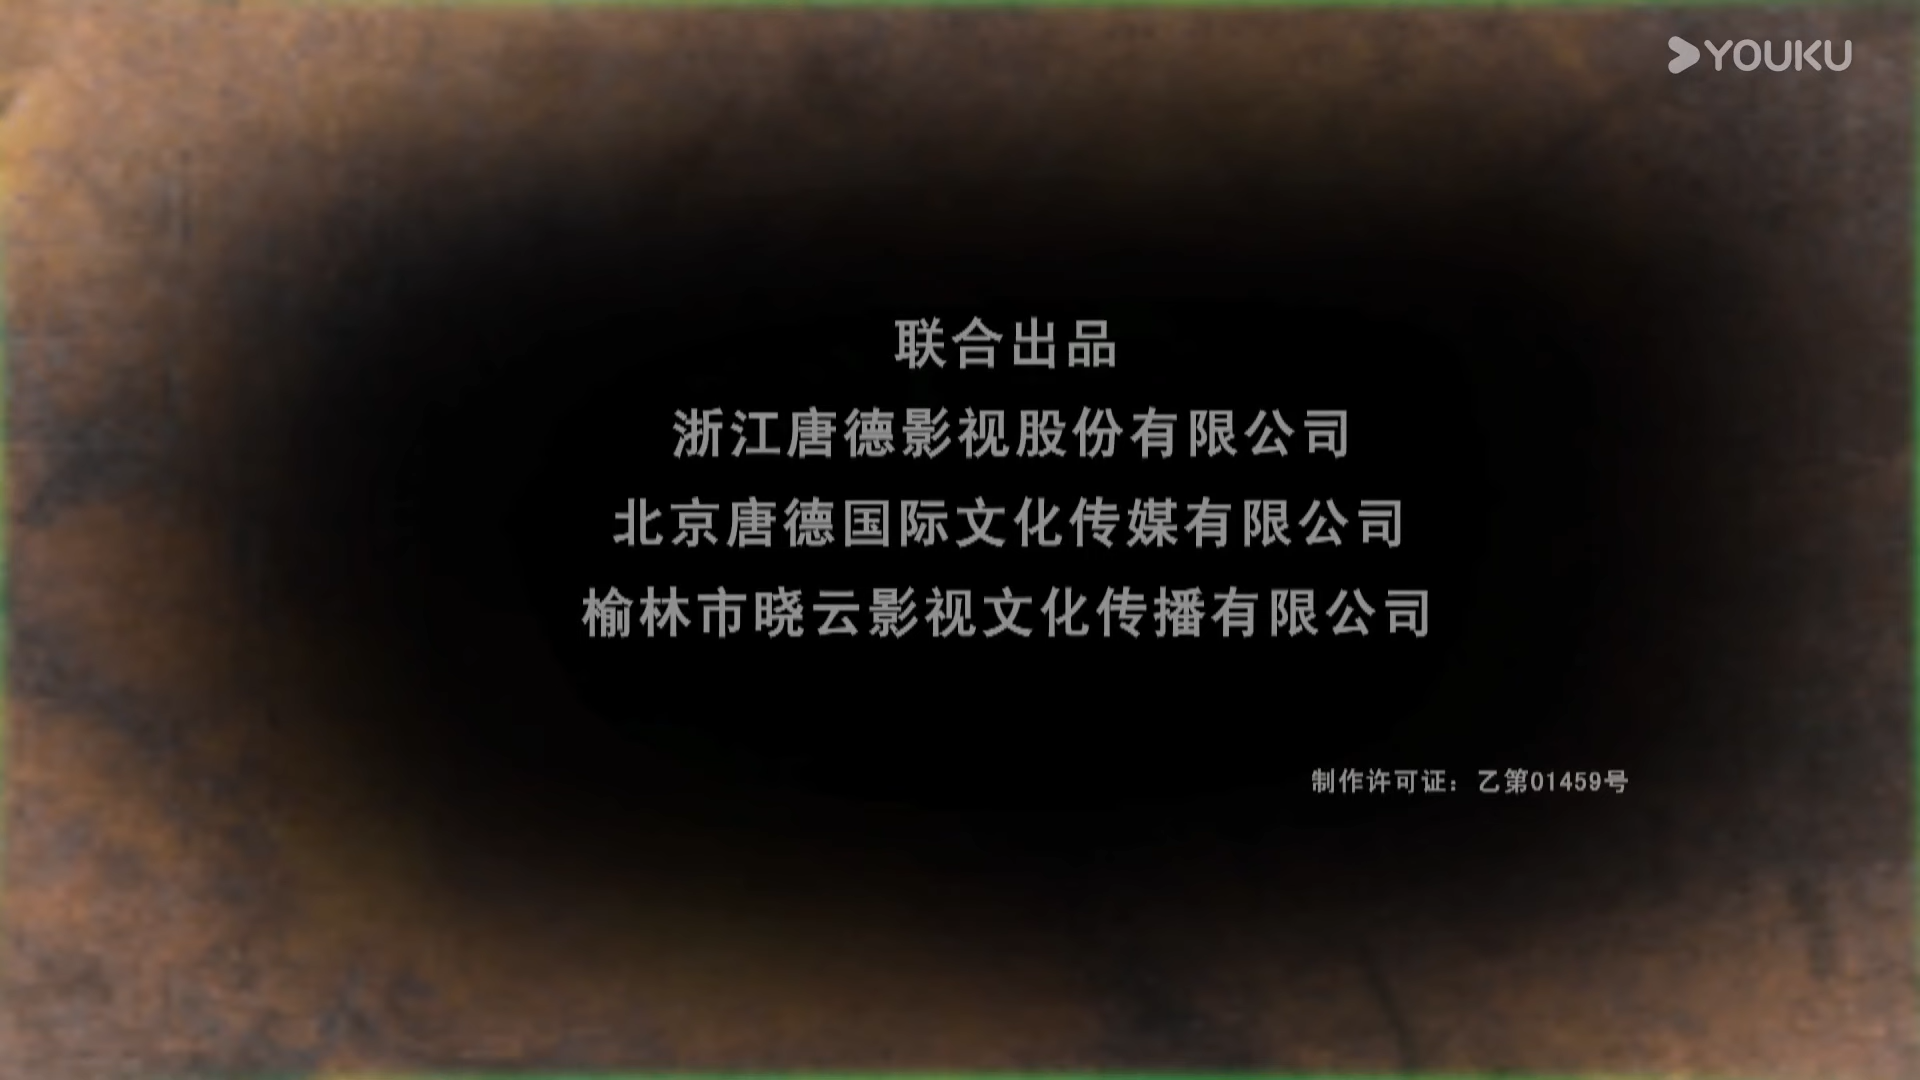 YOUKU
联合出品
浙江唐德影视股份有限公司
北京唐德国际文化传媒有限公司
榆林市晓云影视文化传播有限公司
制作许可证：乙第01459号